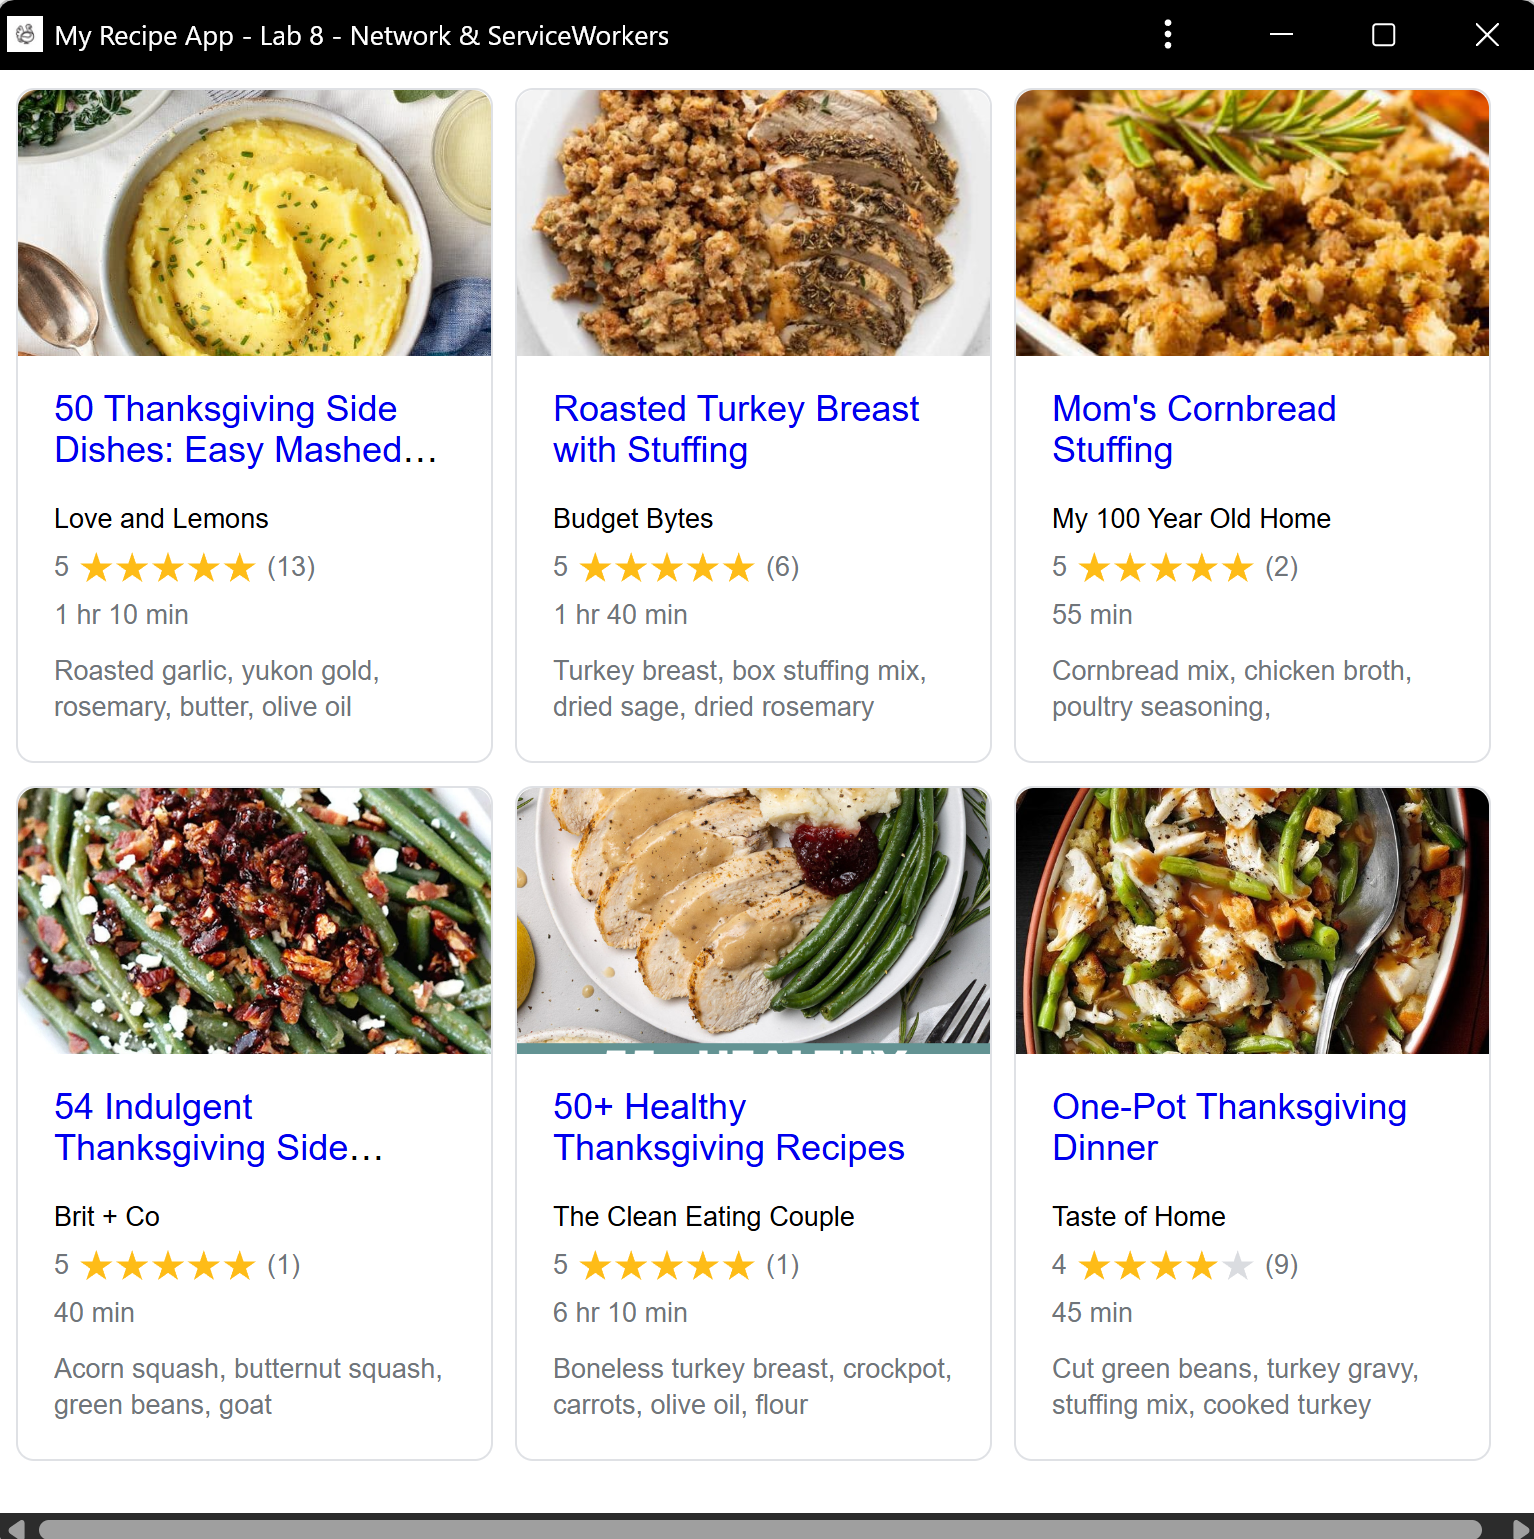 My Recipe App - Lab 8 - Network & ServiceWorkers
50 Thanksgiving Side
Dishes: Easy Mashed…
Love and Lemons
5 ★★★★★ (13)
1 hr 10 min
Roasted garlic, yukon gold,
rosemary, butter, olive oil
Roasted Turkey Breast
with Stuffing
Budget Bytes
5 ★★★★★ (6)
1 hr 40 min
Turkey breast, box stuffing mix,
dried sage, dried rosemary
Mom's Cornbread
Stuffing
My 100 Year Old Home
5 ★★★★★ (2)
55 min
Cornbread mix, chicken broth,
poultry seasoning,
54 Indulgent
Thanksgiving Side…
Brit + Co
5 ★★★★★ (1)
40 min
Acorn squash, butternut squash,
green beans, goat
50+ Healthy
Thanksgiving Recipes
The Clean Eating Couple
5 ★★★★★ (1)
6 hr 10 min
Boneless turkey breast, crockpot,
carrots, olive oil, flour
One-Pot Thanksgiving
Dinner
Taste of Home
4 ★★★★★ (9)
45 min
Cut green beans, turkey gravy,
stuffing mix, cooked turkey